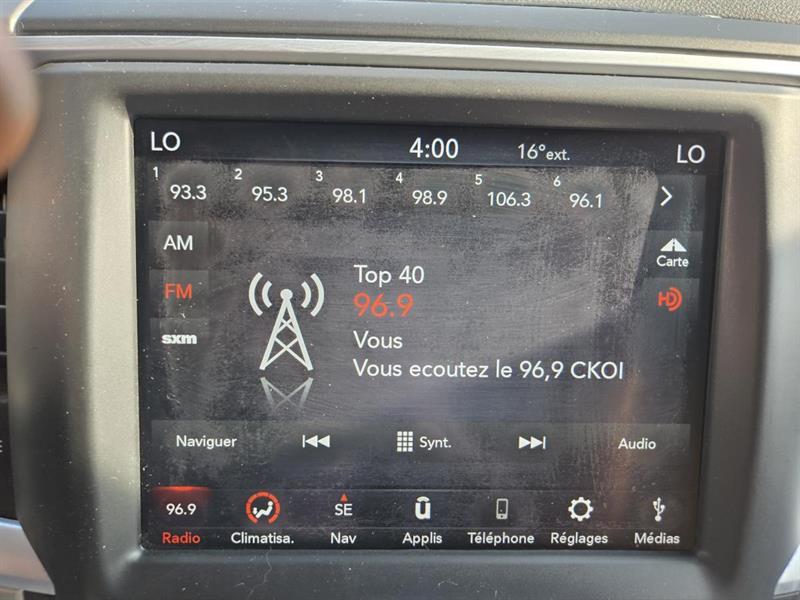 LO 4:00 16° ext. LO
1 93.3 2 95.3 3 98.1 4 98.9 5 106.3 6 96.1
AM
Carte
FM
HD
sxm
Top 40
96.9
Vous
Vous ecoutez le 96,9 CKOI
Naviguer Synt. Audio
96.9 SE u
Radio Climatisa. Nav Applis Téléphone Réglages Médias